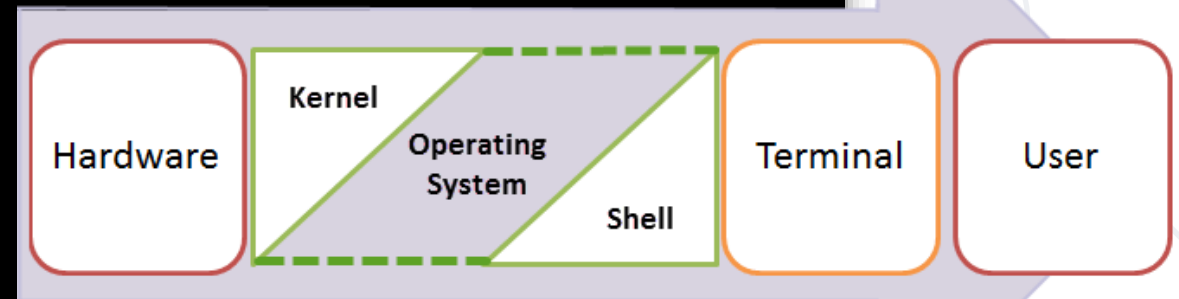 Hardware
Kernel
Operating
System
Shell
Terminal
User